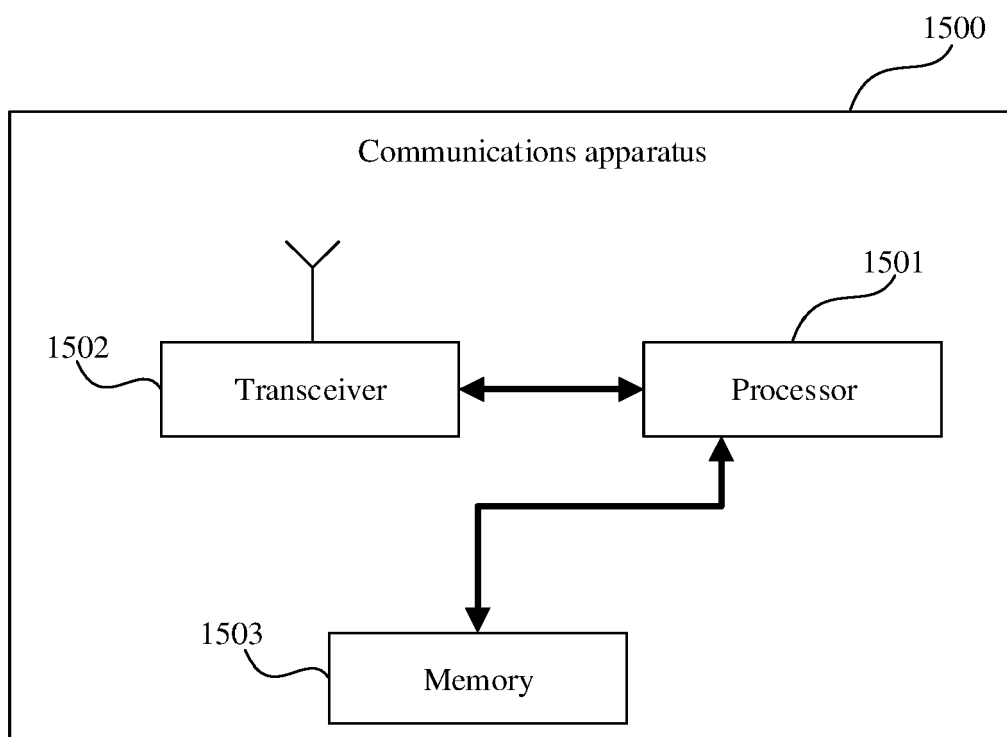 1500
Communications apparatus
1501
1502
Transceiver
Processor
1503
Memory